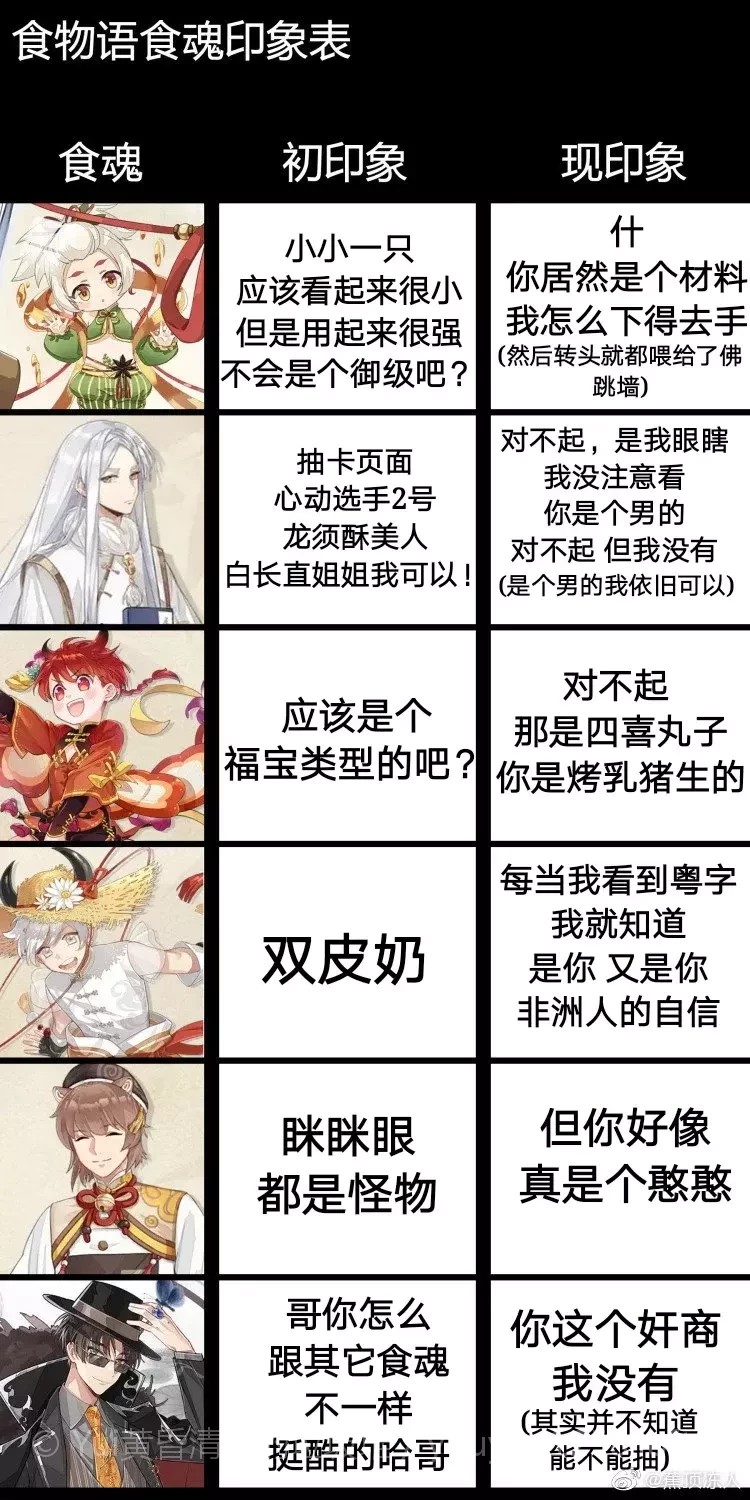 食物语食魂印象表
食魂
初印象
现印象
小小一只
应该看起来很小
但是用起来很强
不会是个御级吧？
什
你居然是个材料
我怎么下得去手
(然后转头就都喂给了佛
跳墙)
抽卡页面
心动选手2号
龙须酥美人
白长直姐姐我可以！
对不起，是我眼瞎
我没注意看
你是个男的
对不起 但我没有
(是个男的我依旧可以)
应该是个
福宝类型的吧？
对不起
那是四喜丸子
你是烤乳猪生的
双皮奶
每当我看到粤字
我就知道
是你 又是你
非洲人的自信
眯眯眼
都是怪物
但你好像
真是个憨憨
哥你怎么
跟其它食魂
不一样
挺酷的哈哥
你这个奸商
我没有
(其实并不知道
能不能抽)